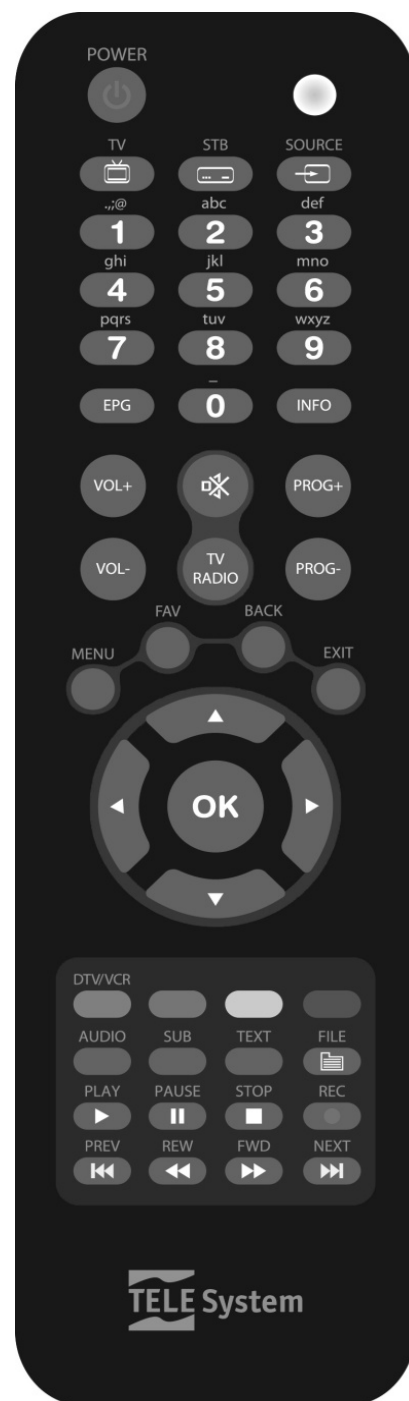 POWER
TV STB SOURCE
.,;@ abc def
1 2 3
ghi jkl mno
4 5 6
pqrs tuv wxyz
7 8 9
_
EPG 0 INFO
VOL+ PROG+
VOL- TV RADIO PROG-
FAV BACK
MENU EXIT
OK
DTV/VCR
AUDIO SUB TEXT FILE
PLAY PAUSE STOP REC
PREV REW FWD NEXT
TELE System